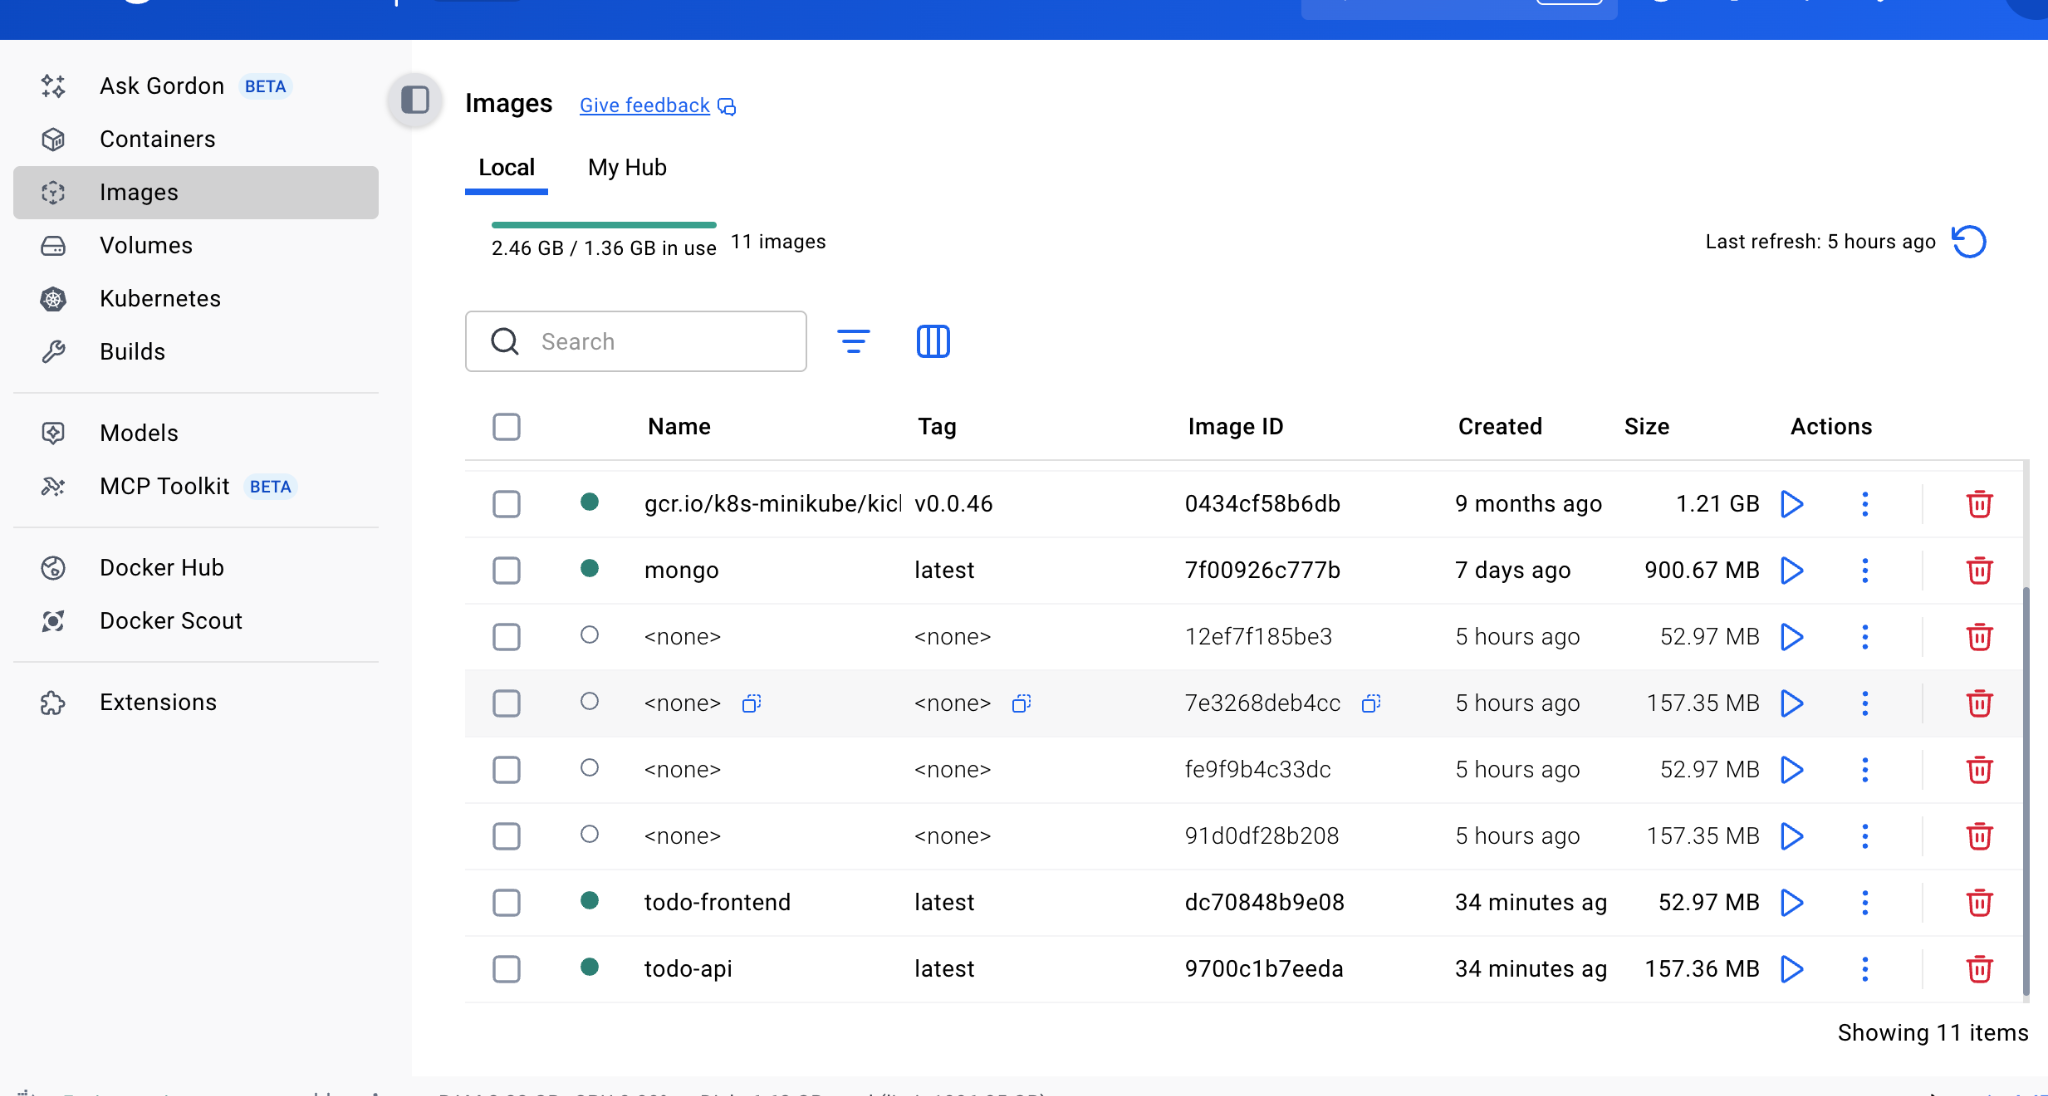 Ask Gordon BETA
Containers
Images
Volumes
Kubernetes
Builds
Models
MCP Toolkit BETA
Docker Hub
Docker Scout
Extensions
Images Give feedback
Local My Hub
2.46 GB / 1.36 GB in use 11 images
Last refresh: 5 hours ago
Search
Name Tag Image ID Created Size Actions
gcr.io/k8s-minikube/kicl v0.0.46 0434cf58b6db 9 months ago 1.21 GB
mongo latest 7f00926c777b 7 days ago 900.67 MB
<none> <none> 12ef7f185be3 5 hours ago 52.97 MB
<none> <none> 7e3268deb4cc 5 hours ago 157.35 MB
<none> <none> fe9f9b4c33dc 5 hours ago 52.97 MB
<none> <none> 91d0df28b208 5 hours ago 157.35 MB
todo-frontend latest dc70848b9e08 34 minutes ag 52.97 MB
todo-api latest 9700c1b7eeda 34 minutes ag 157.36 MB
Showing 11 items